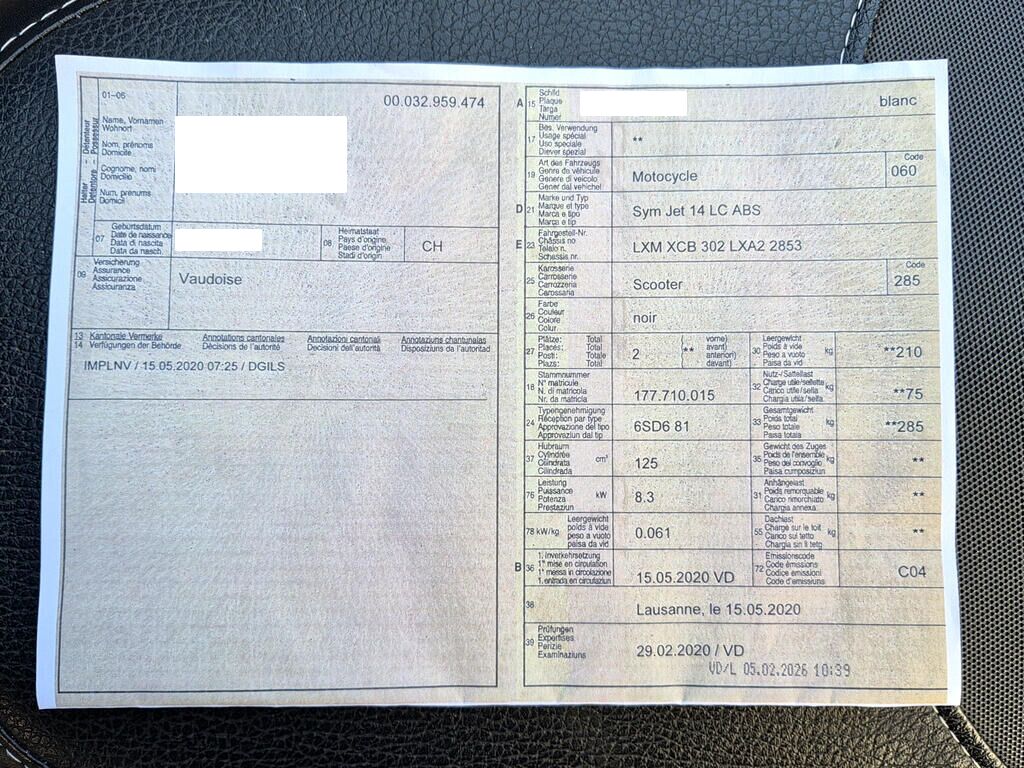 01-06
00.032.959.474
Halter - Détenteur
Detentore - Possessur
Name, Vornamen
Wohnort
Nom, prénoms
Domicile
Cognome, nomi
Domicilio
Num, prenums
Domicil
07
Geburtsdatum
Date de naissance
Data di nascita
Data da nasch.
08
Heimatstaat
Pays d'origine
Paese d'origine
Stadi d'origin
CH
09
Versicherung
Assurance
Assicurazione
Assicuranza
Vaudoise
13 Kantonale Vermerke Annotations cantonales Annotazioni cantonali Annotaziuns chantunalas
14 Verfügungen der Behörde Décisions de l'autorité Decisioni dell'autorità Disposiziuns da l'autoritad
IMPLNV / 15.05.2020 07:25 / DGILS
A 15
Schild
Plaque
Targa
Numer
blanc
17
Bes. Verwendung
Usage spécial
Uso speciale
Diever spezial
**
19
Art des Fahrzeugs
Genre de véhicule
Genere di veicolo
Gener dal vehichel
Motocycle
Code
060
D 21
Marke und Typ
Marque et type
Marca e tipo
Marca e tip
Sym Jet 14 LC ABS
E 23
Fahrgestell-Nr.
Châssis no
Telaio n.
Schassis nr.
LXM XCB 302 LXA2 2853
25
Karosserie
Carrosserie
Carrozzeria
Carossaria
Scooter
Code
285
26
Farbe
Couleur
Colore
Colur
noir
27
Plätze: Total
Places: Total
Posti: Totale
Plazs: Total
2
**
vorne)
avant)
anteriori)
davant)
30
Leergewicht
Poids à vide
Peso a vuoto
Paisa da vid
kg
**210
18
Stammnummer
N° matricule
N. di matricola
Nr. da matricla
177.710.015
32
Nutz-/Sattellast
Charge utile/sellette
Carico utile/sella
Chargia utila/sella
kg
**75
24
Typengenehmigung
Réception par type
Approvazione del tipo
Approvaziun dal tip
6SD6 81
33
Gesamtgewicht
Poids total
Peso totale
Paisa totala
kg
**285
37
Hubraum
Cylindrée
Cilindrata
Cilindrada
cm³
125
35
Gewicht des Zuges
Poids de l'ensemble
Peso del convoglio
Paisa cumposiziun
kg
**
76
Leistung
Puissance
Potenza
Prestaziun
kW
8.3
31
Anhängelast
Poids remorquable
Carico rimorchiato
Chargia annexa
kg
**
78 kW/kg
Leergewicht
poids à vide
peso a vuoto
paisa da vid
0.061
55
Dachlast
Charge sur le toit
Carico sul tetto
Chargia sin il tetg
kg
**
B 36
1. Inverkehrsetzung
1re mise en circulation
1a messa in circolazione
1. entrada en circulaziun
15.05.2020 VD
72
Emissionscode
Code émissions
Codice emissioni
Code d'emissiuns
C04
38
Lausanne, le 15.05.2020
39
Prüfungen
Expertises
Perizie
Examinaziuns
29.02.2020 / VD
VD/L 05.02.2026 10:39